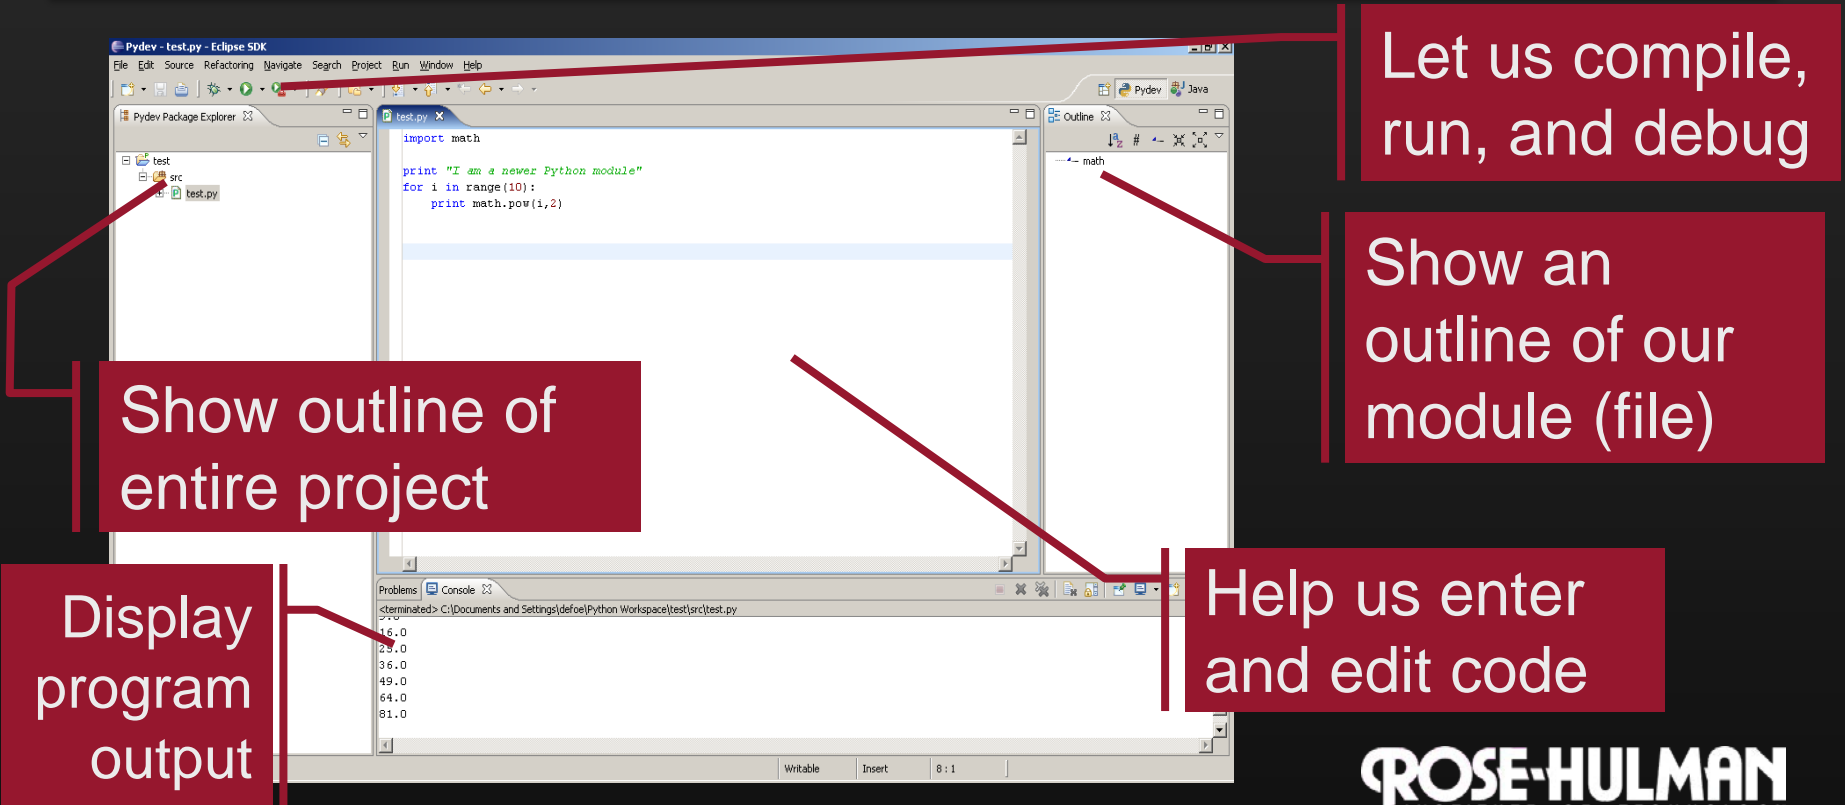 Pydev - test.py - Eclipse SDK
File Edit Source Refactoring Navigate Search Project Run Window Help
Pydev Java
Pydev Package Explorer
test
src
test.py
test.py
import math
print "I am a newer Python module"
for i in range(10):
print math.pow(i,2)
Outline
math
Let us compile,
run, and debug
Show an
outline of our
module (file)
Show outline of
entire project
Display
program
output
Problems Console
<terminated> C:\Documents and Settings\defoe\Python Workspace\test\src\test.py
16.0
25.0
36.0
49.0
64.0
81.0
Help us enter
and edit code
Writable Insert 8 : 1
ROSE-HULMAN